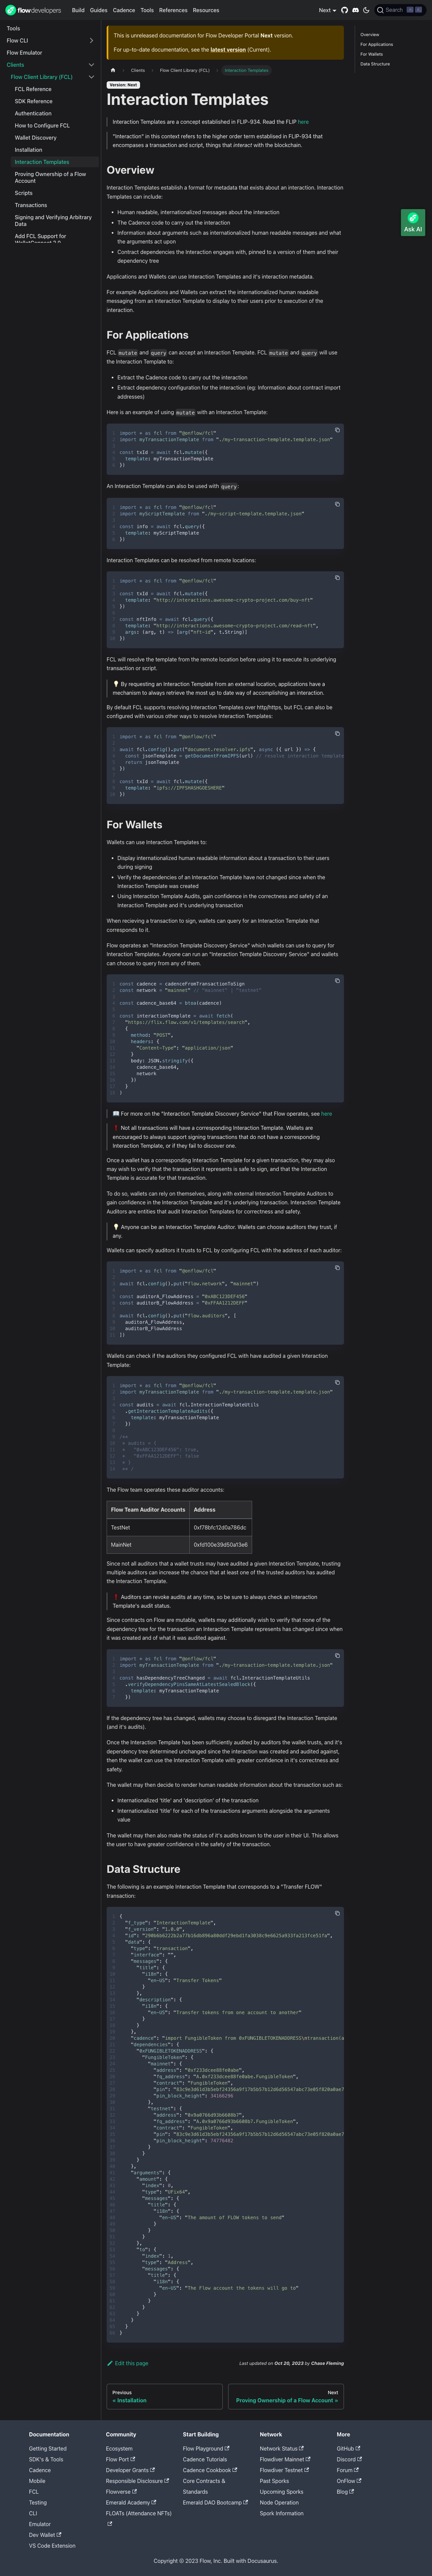 flowdevelopers Build Guides Cadence Tools References Resources Next Search
Tools
Flow CLI
Flow Emulator
Clients
Flow Client Library (FCL)
FCL Reference
SDK Reference
Authentication
How to Configure FCL
Wallet Discovery
Installation
Interaction Templates
Proving Ownership of a Flow
Account
Scripts
Transactions
Signing and Verifying Arbitrary
Data
Add FCL Support for
This is unreleased documentation for Flow Developer Portal Next version.
For up-to-date documentation, see the latest version (Current).
Clients Flow Client Library (FCL) Interaction Templates
Version: Next
Interaction Templates
Interaction Templates are a concept established in FLIP-934. Read the FLIP here
"Interaction" in this context refers to the higher order term establised in FLIP-934 that
encompasses a transaction and script, things that interact with the blockchain.
Overview
Interaction Templates establish a format for metadata that exists about an interaction. Interaction
Templates can include:
Human readable, internationalized messages about the interaction
The Cadence code to carry out the interaction
Information about arguments such as internationalized human readable messages and what
the arguments act upon
Contract dependencies the Interaction engages with, pinned to a version of them and their
dependency tree
Applications and Wallets can use Interaction Templates and it's interaction metadata.
For example Applications and Wallets can extract the internationalized human readable
messaging from an Interaction Template to display to their users prior to execution of the
interaction.
For Applications
FCL mutate and query can accept an Interaction Template. FCL mutate and query will use
the Interaction Template to:
Extract the Cadence code to carry out the interaction
Extract dependency configuration for the interaction (eg: Information about contract import
addresses)
Here is an example of using mutate with an Interaction Template:
import * as fcl from "@onflow/fcl"
import myTransactionTemplate from "./my-transaction-template.template.json"
const txId = await fcl.mutate({
template: myTransactionTemplate
})
An Interaction Template can also be used with query:
import * as fcl from "@onflow/fcl"
import myScriptTemplate from "./my-script-template.template.json"
const info = await fcl.query({
template: myScriptTemplate
})
Interaction Templates can be resolved from remote locations:
import * as fcl from "@onflow/fcl"
const txId = await fcl.mutate({
template: "http://interactions.awesome-crypto-project.com/buy-nft"
})
const nftInfo = await fcl.query({
template: "http://interactions.awesome-crypto-project.com/read-nft",
args: (arg, t) => [arg("nft-id", t.String)]
})
FCL will resolve the template from the remote location before using it to execute its underlying
transaction or script.
💡 By requesting an Interaction Template from an external location, applications have a
mechanism to always retrieve the most up to date way of accomplishing an interaction.
By default FCL supports resolving Interaction Templates over http/https, but FCL can also be
configured with various other ways to resolve Interaction Templates:
import * as fcl from "@onflow/fcl"
await fcl.config().put("document.resolver.ipfs", async ({ url }) => {
const jsonTemplate = getDocumentFromIPFS(url) // resolve interaction template
return jsonTemplate
})
const txId = await fcl.mutate({
template: "ipfs://IPFSHASHGOESHERE"
})
For Wallets
Wallets can use Interaction Templates to:
Display internationalized human readable information about a transaction to their users
during signing
Verify the dependencies of an Interaction Template have not changed since when the
Interaction Template was created
Using Interaction Template Audits, gain confidence in the correctness and safety of an
Interaction Template and it's underlying transaction
When recieving a transaction to sign, wallets can query for an Interaction Template that
corresponds to it.
Flow operates an "Interaction Template Discovery Service" which wallets can use to query for
Interaction Templates. Anyone can run an "Interaction Template Discovery Service" and wallets
can choose to query from any of them.
const cadence = cadenceFromTransactionToSign
const network = "mainnet" // "mainnet" | "testnet"
const cadence_base64 = btoa(cadence)
const interactionTemplate = await fetch(
"https://flix.flow.com/v1/templates/search",
{
method: "POST",
headers: {
"Content-Type": "application/json"
}
body: JSON.stringify({
cadence_base64,
network
})
}
)
📖 For more on the "Interaction Template Discovery Service" that Flow operates, see here
❗ Not all transactions will have a corresponding Interaction Template. Wallets are
encouraged to always support signing transactions that do not have a corresponding
Interaction Template, or if they fail to discover one.
Once a wallet has a corresponding Interaction Template for a given transaction, they may also
wish to verify that the transaction it represents is safe to sign, and that the Interaction
Template is accurate for that transaction.
To do so, wallets can rely on themselves, along with external Interaction Template Auditors to
gain confidence in the Interaction Template and it's underlying transaction. Interaction Template
Auditors are entities that audit Interaction Templates for correctness and safety.
💡 Anyone can be an Interaction Template Auditor. Wallets can choose auditors they trust, if
any.
Wallets can specify auditors it trusts to FCL by configuring FCL with the address of each auditor:
import * as fcl from "@onflow/fcl"
await fcl.config().put("flow.network", "mainnet")
const auditorA_FlowAddress = "0xABC123DEF456"
const auditorB_FlowAddress = "0xFF4A1212DEFF"
await fcl.config().put("flow.auditors", [
auditorA_FlowAddress,
auditorB_FlowAddress
])
Wallets can check if the auditors they configured FCL with have audited a given Interaction
Template:
import * as fcl from "@onflow/fcl"
import myTransactionTemplate from "./my-transaction-template.template.json"
const audits = await fcl.InteractionTemplateUtils
.getInteractionTemplateAudits({
template: myTransactionTemplate
})
/**
* audits = {
* "0xABC123DEF456": true,
* "0xFF4A1212DEFF": false
* }
** /
The Flow team operates these auditor accounts:
Flow Team Auditor Accounts Address
TestNet 0xf78bfc12d0a786dc
MainNet 0xfd100e39d50a13e6
Since not all auditors that a wallet trusts may have audited a given Interaction Template, trusting
multiple auditors can increase the chance that at least one of the trusted auditors has audited
the Interaction Template.
❗ Auditors can revoke audits at any time, so be sure to always check an Interaction
Template's audit status.
Since contracts on Flow are mutable, wallets may additionally wish to verify that none of the
dependency tree for the transaction an Interaction Template represents has changed since when
it was created and of what it was audited against.
import * as fcl from "@onflow/fcl"
import myTransactionTemplate from "./my-transaction-template.template.json"
const hasDependencyTreeChanged = await fcl.InteractionTemplateUtils
.verifyDependencyPinsSameAtLatestSealedBlock({
template: myTransactionTemplate
})
If the dependency tree has changed, wallets may choose to disregard the Interaction Template
(and it's audits).
Once the Interaction Template has been sufficiently audited by auditors the wallet trusts, and it's
dependency tree determined unchanged since the interaction was created and audited against,
then the wallet can use the Interaction Template with greater confidence in it's correctness and
safety.
The wallet may then decide to render human readable information about the transaction such as:
Internationalized 'title' and 'description' of the transaction
Internationalized 'title' for each of the transactions arguments alongside the arguments
value
The wallet may then may also make the status of it's audits known to the user in their UI. This allows
the user to have greater confidence in the safety of the transaction.
Data Structure
The following is an example Interaction Template that corresponds to a "Transfer FLOW"
transaction:
{
"f_type": "InteractionTemplate",
"f_version": "1.0.0",
"data": {
"type": "transaction",
"interface": "",
"messages": {
"title": {
"i18n": {
"en-US": "Transfer Tokens"
}
},
"description": {
"i18n": {
"en-US": "Transfer tokens from one account to another"
}
}
},
"dependencies": {
"0xFUNGIBLETOKENADDRESS": {
"FungibleToken": {
"mainnet": {
"address": "0xf233dcee88fe0abe",
"fq_address": "A.0xf233dcee88fe0abe.FungibleToken",
"contract": "FungibleToken",
"pin_block_height": 34166296
},
"testnet": {
"address": "0x9a0766d93b6608b7",
"fq_address": "A.0x9a0766d93b6608b7.FungibleToken",
"contract": "FungibleToken",
"pin_block_height": 74776482
}
}
}
},
"arguments": {
"amount": {
"index": 0,
"type": "UFix64",
"messages": {
"title": {
"i18n": {
"en-US": "The amount of FLOW tokens to send"
}
}
}
},
"to": {
"index": 1,
"type": "Address",
"messages": {
"title": {
"i18n": {
"en-US": "The Flow account the tokens will go to"
}
}
}
}
}
}
}
Edit this page Last updated on Oct 20, 2023 by Chase Fleming
Previous
« Installation
Next
Proving Ownership of a Flow Account »
Overview
For Applications
For Wallets
Data Structure
Ask AI
Documentation
Getting Started
SDK's & Tools
Cadence
Mobile
FCL
Testing
CLI
Emulator
Dev Wallet
VS Code Extension
Community
Ecosystem
Flow Port
Developer Grants
Responsible Disclosure
Flowverse
Emerald Academy
FLOATs (Attendance NFTs)
Start Building
Flow Playground
Cadence Tutorials
Cadence Cookbook
Core Contracts &
Standards
Emerald DAO Bootcamp
Network
Network Status
Flowdiver Mainnet
Flowdiver Testnet
Past Sporks
Upcoming Sporks
Node Operation
Spork Information
More
GitHub
Discord
Forum
OnFlow
Blog
Copyright © 2023 Flow, Inc. Built with Docusaurus.